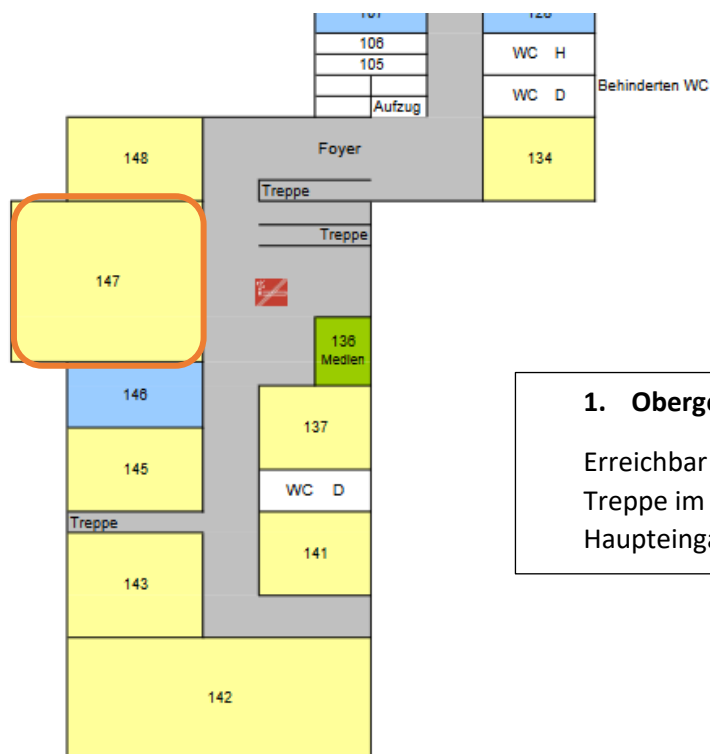 106
105
WC H
Behinderten WC
WC D
Aufzug
148
Foyer
134
Treppe
Treppe
147
136
Medien
146
137
145
WC D
Treppe
141
143
142
1. Oberge
Erreichbar
Treppe im
Haupteinga